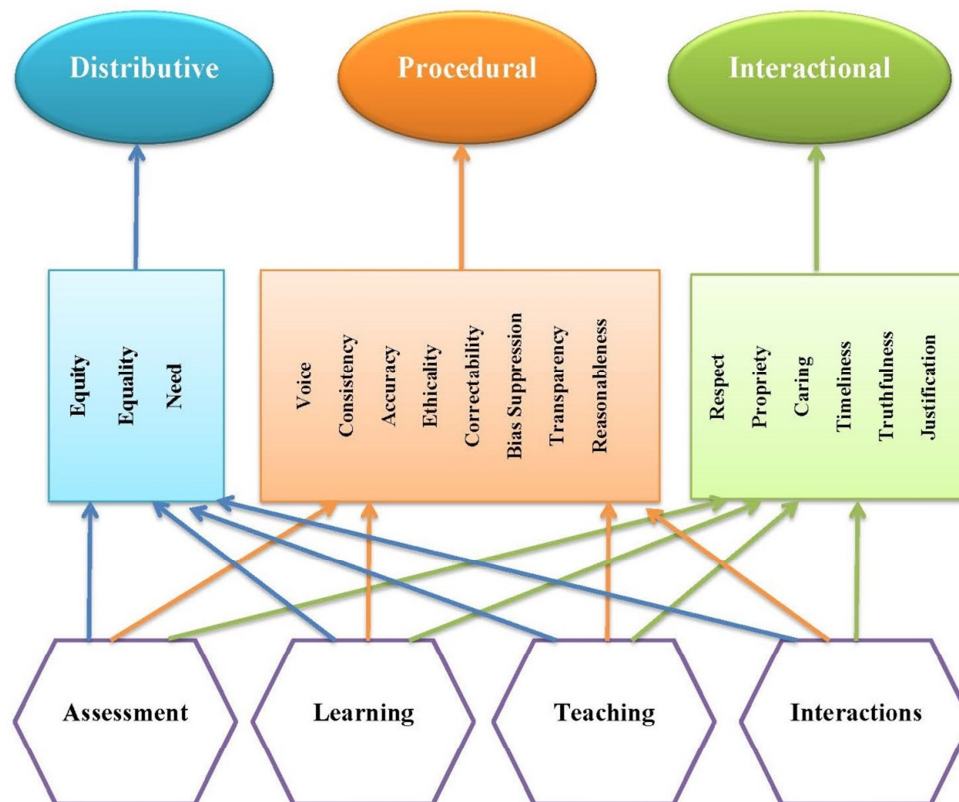 Distributive
Procedural
Interactional
Equity
Equality
Need
Voice
Consistency
Accuracy
Ethicality
Correctability
Bias Suppression
Transparency
Reasonableness
Respect
Propriety
Caring
Timeliness
Truthfulness
Justification
Assessment
Learning
Teaching
Interactions